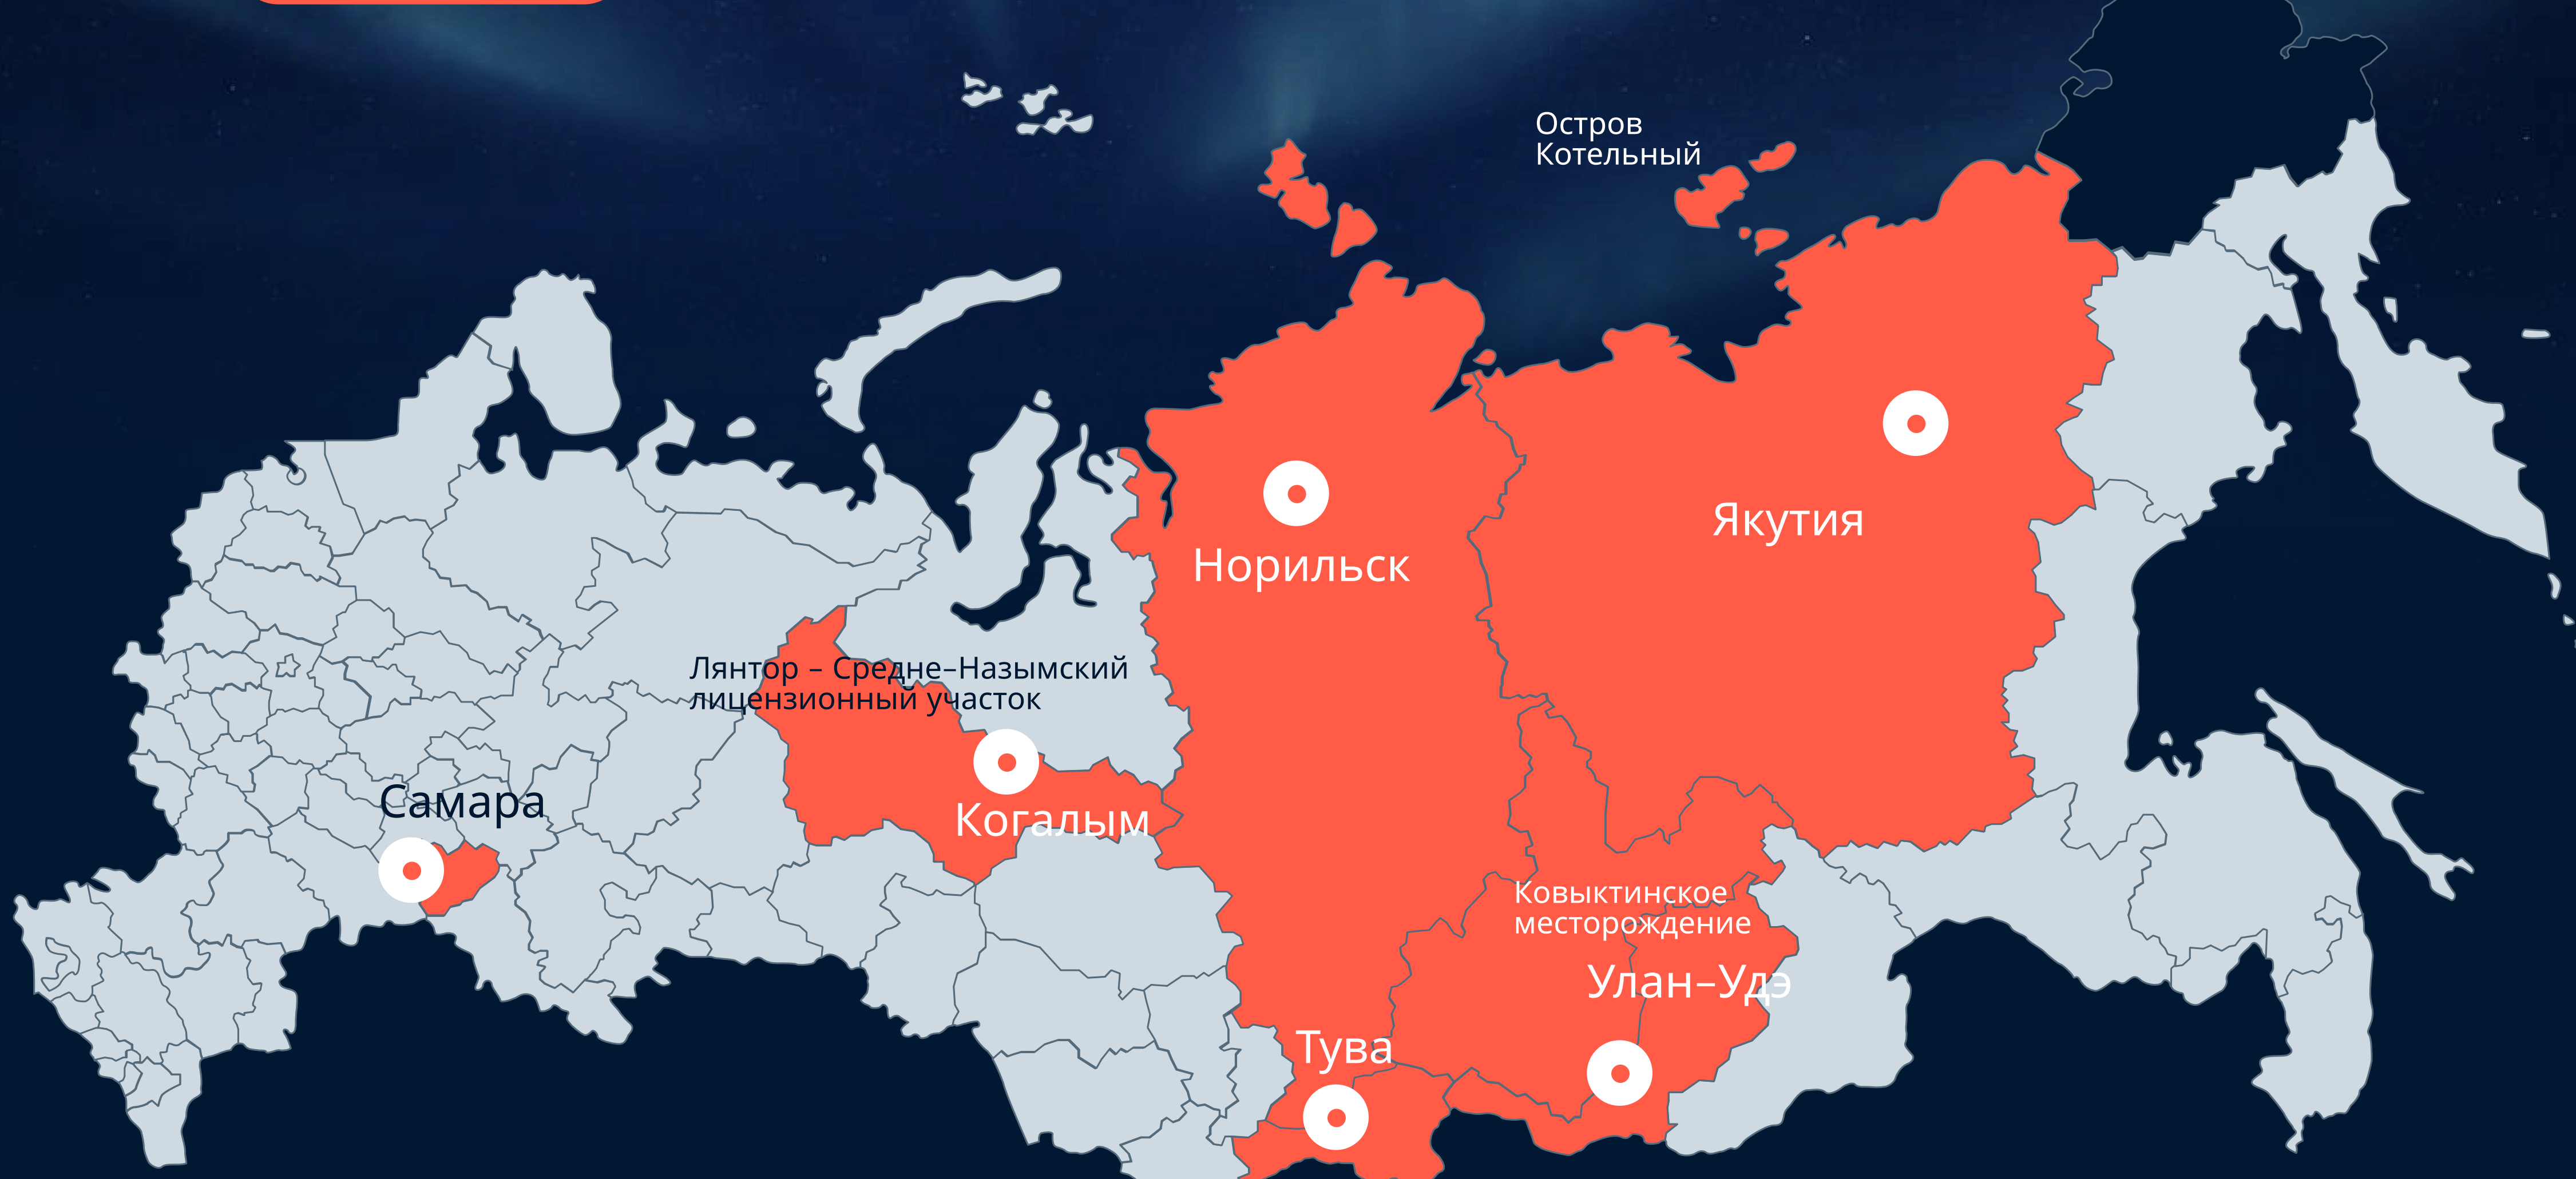 Остров
Котельный
Якутия
Норильск
Лянтор – Средне–Назымский
лицензионный участок
Самара
Когалым
Ковыктинское
месторождение
Улан–Удэ
Тува